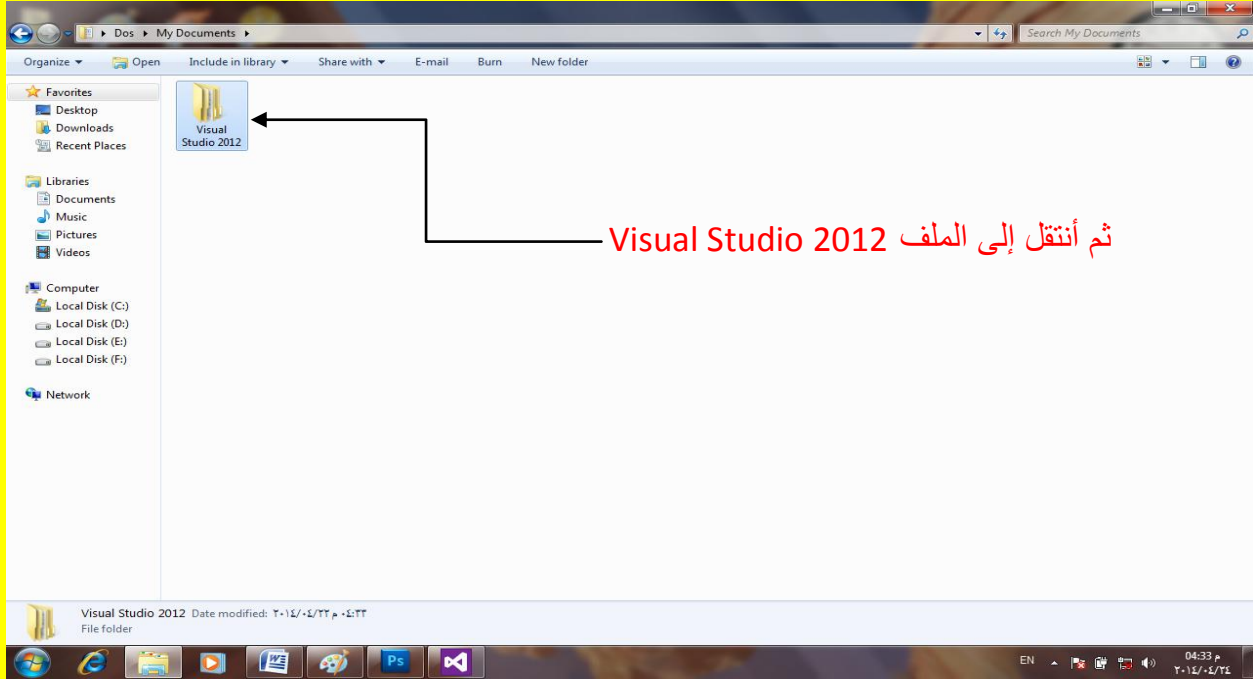 Dos ▸ My Documents ▸
Search My Documents
Organize Open Include in library Share with E-mail Burn New folder
Favorites
Desktop
Downloads
Recent Places
Libraries
Documents
Music
Pictures
Videos
Computer
Local Disk (C:)
Local Disk (D:)
Local Disk (E:)
Local Disk (F:)
Network
Visual
Studio 2012
ثم أنتقل إلى الملف Visual Studio 2012
Visual Studio 2012 Date modified: ٢٠١٤/٠٤/٢٢ م ٠٤:٢٣
File folder
Ps
EN
04:33 م
٢٠١٤/٠٤/٢٤